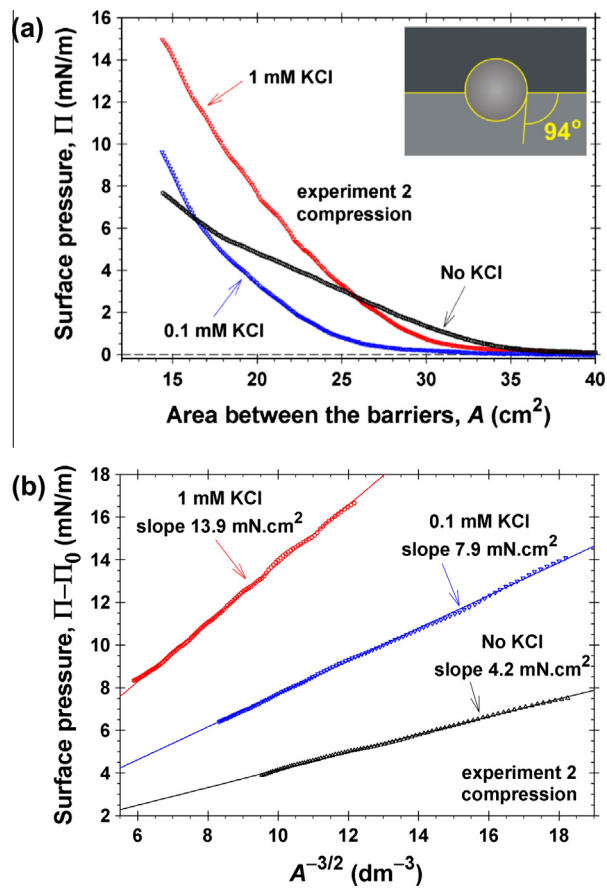 (a)
Surface pressure, Π (mN/m)
16
14
12
10
8
6
4
2
0
1 mM KCl
94°
experiment 2
compression
No KCl
0.1 mM KCl
15 20 25 30 35 40
Area between the barriers, A (cm²)
(b)
Surface pressure, Π−Π₀ (mN/m)
18
16
14
12
10
8
6
4
2
1 mM KCl
slope 13.9 mN.cm²
0.1 mM KCl
slope 7.9 mN.cm²
No KCl
slope 4.2 mN.cm²
experiment 2
compression
6 8 10 12 14 16 18
A⁻³/² (dm⁻³)